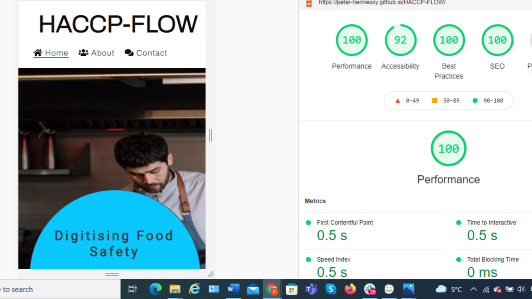 HACCP-FLOW
Home About Contact
Digitising Food
Safety
https://peter-hennessy.github.io/HACCP-FLOW/
100 92 100 100
Performance Accessibility Best Practices SEO
0-49 50-89 90-100
100
Performance
Metrics
First Contentful Paint Time to Interactive
0.5 s 0.5 s
Speed Index Total Blocking Time
0.5 s 0 ms
e to search
5°C